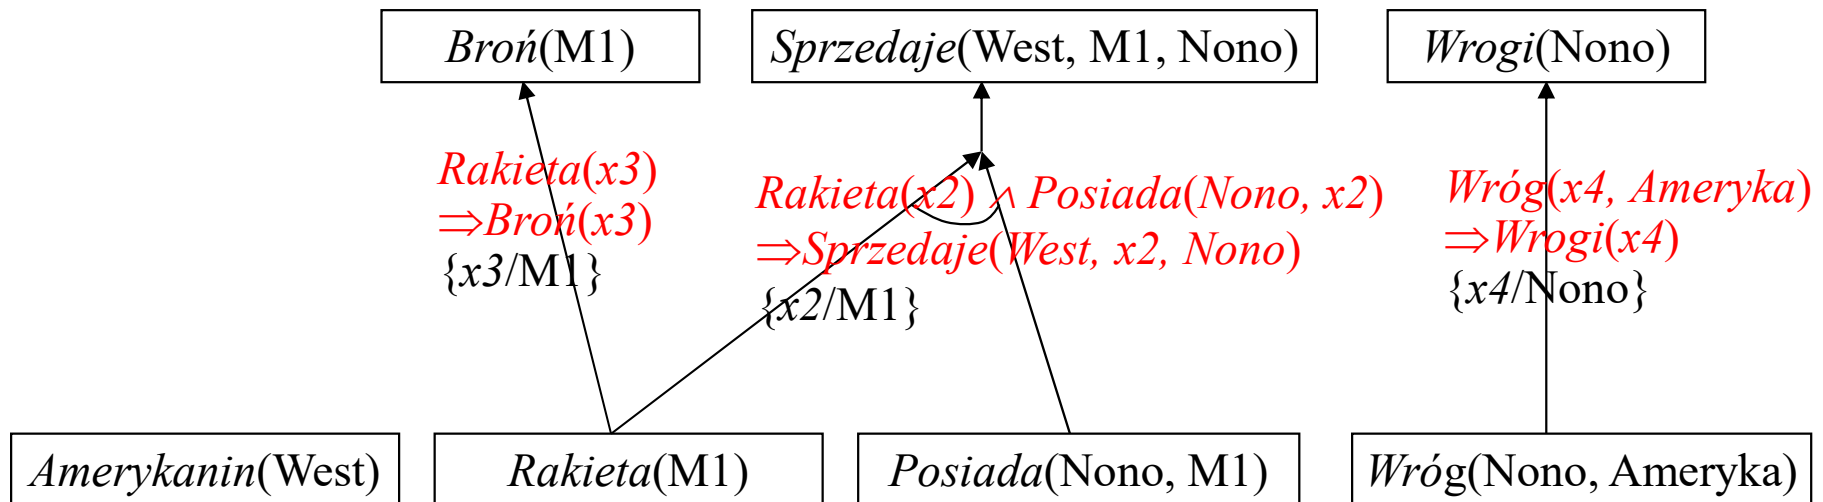 Broń(M1)
Sprzedaje(West, M1, Nono)
Wrogi(Nono)
Rakieta(x3)
⇒Broń(x3)
{x3/M1}
Rakieta(x2) ∧ Posiada(Nono, x2)
⇒Sprzedaje(West, x2, Nono)
{x2/M1}
Wróg(x4, Ameryka)
⇒Wrogi(x4)
{x4/Nono}
Amerykanin(West)
Rakieta(M1)
Posiada(Nono, M1)
Wróg(Nono, Ameryka)